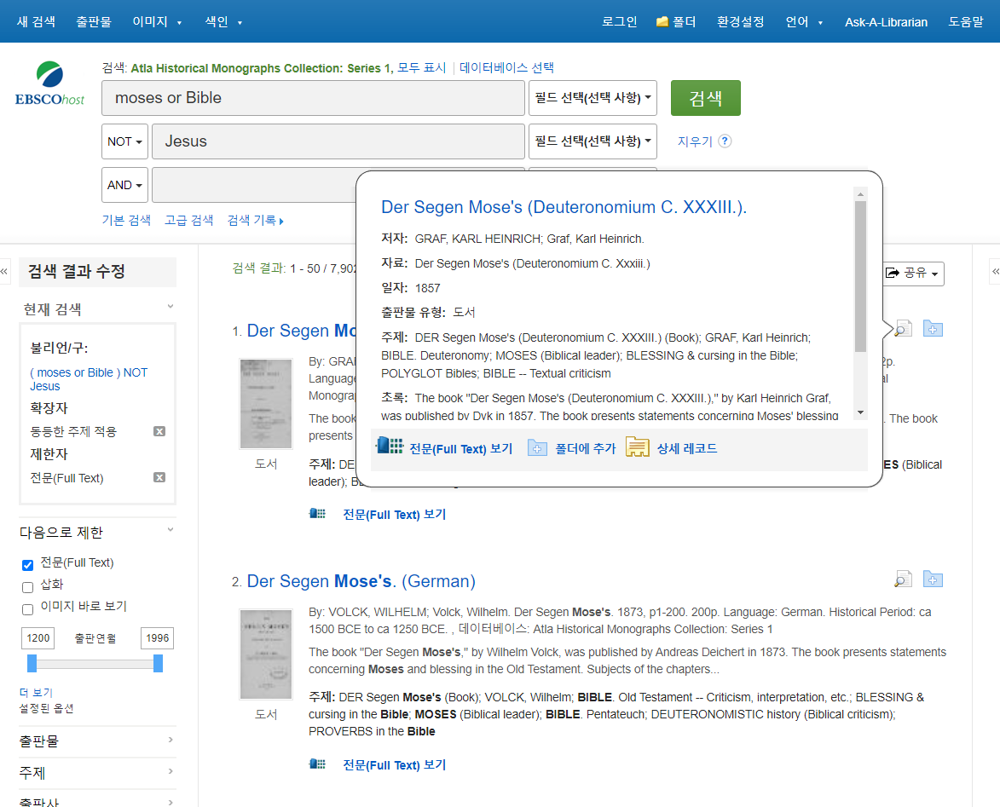 새 검색 출판물 이미지 색인 로그인 폴더 환경설정 언어 Ask-A-Librarian 도움말
EBSCOhost
검색: Atla Historical Monographs Collection: Series 1, 모두 표시 데이터베이스 선택
moses or Bible 필드 선택(선택 사항) 검색
NOT Jesus 필드 선택(선택 사항) 지우기 ?
AND
기본 검색 고급 검색 검색 기록
검색 결과 수정
현재 검색
불리언/구:
( moses or Bible ) NOT
Jesus
확장자
동등한 주제 적용
제한자
전문(Full Text)
다음으로 제한
전문(Full Text)
삽화
이미지 바로 보기
1200 출판연월 1996
더 보기
설정된 옵션
출판물
주제
출판사
검색 결과: 1 - 50 / 7,902
공유
Der Segen Mose's (Deuteronomium C. XXXIII.).
저자: GRAF, KARL HEINRICH; Graf, Karl Heinrich.
자료: Der Segen Mose's (Deuteronomium C. Xxxiii.)
일자: 1857
출판물 유형: 도서
주제: DER Segen Mose's (Deuteronomium C. XXXIII.) (Book); GRAF, Karl Heinrich;
BIBLE. Deuteronomy; MOSES (Biblical leader); BLESSING & cursing in the Bible;
POLYGLOT Bibles; BIBLE -- Textual criticism
초록: The book "Der Segen Mose's (Deuteronomium C. XXXIII.)," by Karl Heinrich Graf,
was published by Dyk in 1857. The book presents statements concerning Moses' blessing
전문(Full Text) 보기 폴더에 추가 상세 레코드
1. Der Segen Mo
By: GRA 2p.
Language al
Monogra
The book . The book
presents
도서
주제: DE ES (Biblical
leader); B
전문(Full Text) 보기
2. Der Segen Mose's. (German)
By: VOLCK, WILHELM; Volck, Wilhelm. Der Segen Mose's. 1873, p1-200. 200p. Language: German. Historical Period: ca
1500 BCE to ca 1250 BCE. , 데이터베이스: Atla Historical Monographs Collection: Series 1
The book "Der Segen Mose's," by Wilhelm Volck, was published by Andreas Deichert in 1873. The book presents statements
concerning Moses and blessing in the Old Testament. Subjects of the chapters...
도서
주제: DER Segen Mose's (Book); VOLCK, Wilhelm; BIBLE. Old Testament -- Criticism, interpretation, etc.; BLESSING &
cursing in the Bible; MOSES (Biblical leader); BIBLE. Pentateuch; DEUTERONOMISTIC history (Biblical criticism);
PROVERBS in the Bible
전문(Full Text) 보기